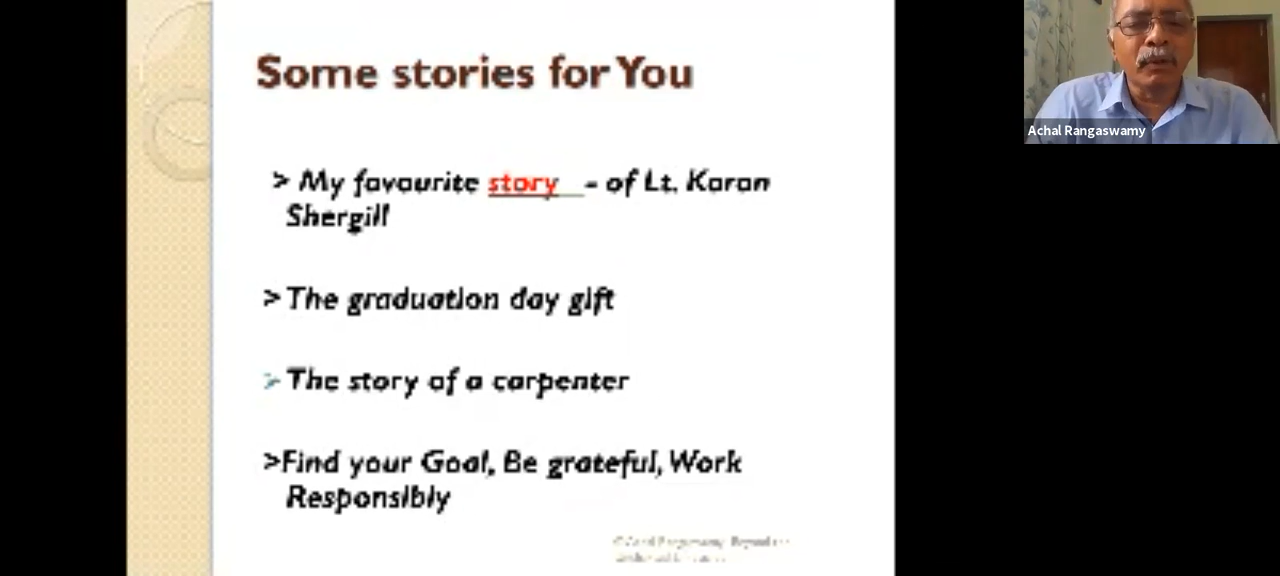 Some stories for You
> My favourite story - of Lt. Karan
Shergill
> The graduation day gift
➢ The story of a carpenter
>Find your Goal, Be grateful, Work
Responsibly
Achal Rangaswamy